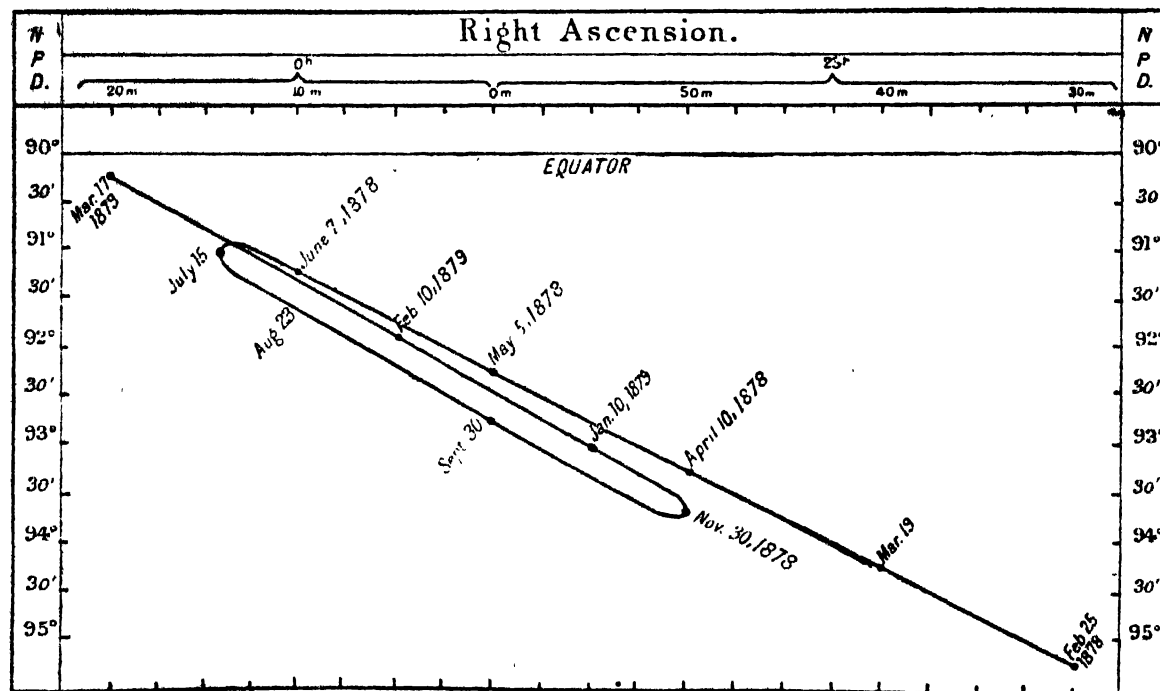 Right Ascension.
N
P
D.
N
P
D.
0h
23h
20m
10m
0m
50m
40m
30m
90°
30'
91°
30'
92°
30'
93°
30'
94°
30'
95°
90°
30'
91°
30'
92°
30'
93°
30'
94°
30'
95°
EQUATOR
Mar. 17
1879
July 15
June 7, 1878
Aug 23
Feb 10, 1879
May 5, 1878
Sept 30
Jan. 10, 1879
April 10, 1878
Nov. 30, 1878
Mar. 19
Feb 25
1878